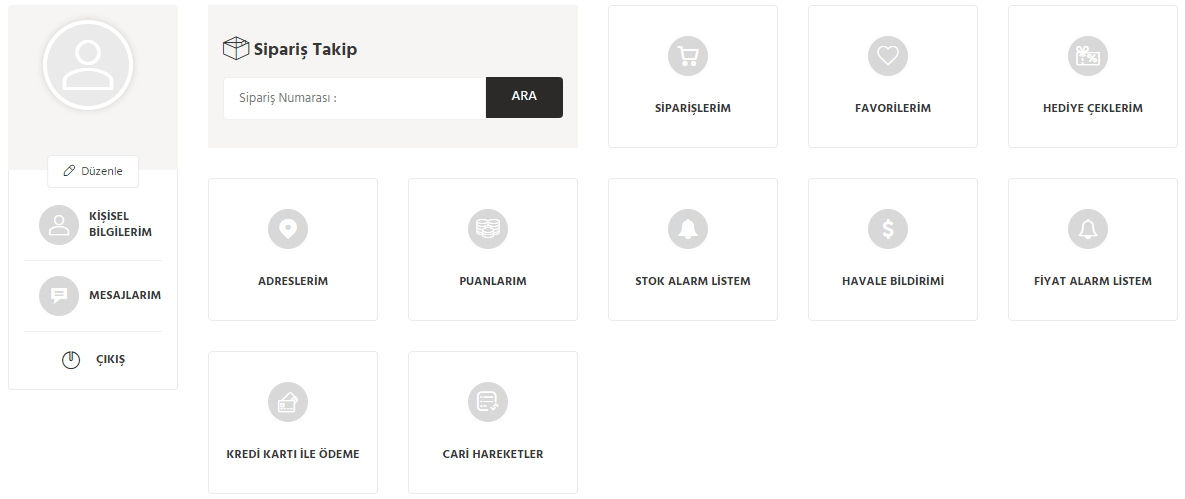 Düzenle
KİŞİSEL
BİLGİLERİM
MESAJLARIM
ÇIKIŞ
Sipariş Takip
Sipariş Numarası :
ARA
SİPARİŞLERİM
FAVORİLERİM
HEDİYE ÇEKLERİM
ADRESLERİM
PUANLARIM
STOK ALARM LİSTEM
HAVALE BİLDİRİMİ
FİYAT ALARM LİSTEM
KREDİ KARTI İLE ÖDEME
CARİ HAREKETLER